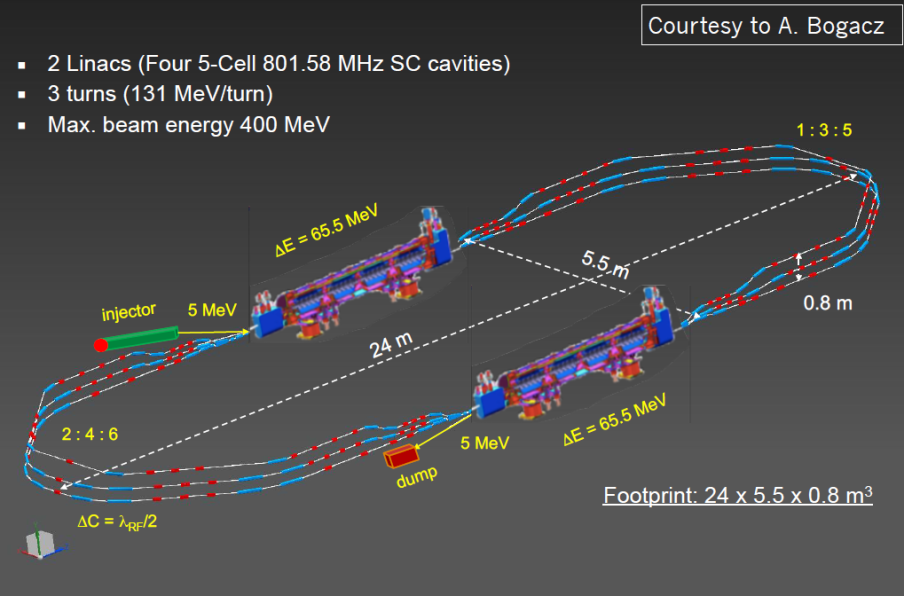 Courtesy to A. Bogacz
▪ 2 Linacs (Four 5-Cell 801.58 MHz SC cavities)
▪ 3 turns (131 MeV/turn)
▪ Max. beam energy 400 MeV
1 : 3 : 5
ΔE = 65.5 MeV
5.5 m
0.8 m
injector
5 MeV
24 m
2 : 4 : 6
5 MeV
ΔE = 65.5 MeV
dump
Footprint: 24 x 5.5 x 0.8 m³
ΔC = λRF/2